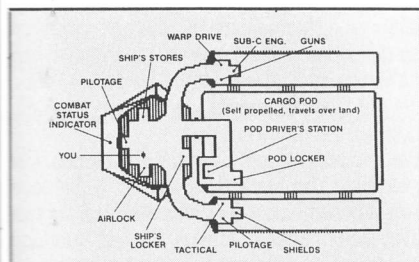 WARP DRIVE
SUB-C ENG.
GUNS
SHIP'S STORES
PILOTAGE
COMBAT
STATUS
INDICATOR
CARGO POD
(Self propelled, travels over land)
POD DRIVER'S STATION
POD LOCKER
YOU
AIRLOCK
SHIP'S
LOCKER
TACTICAL
PILOTAGE
SHIELDS